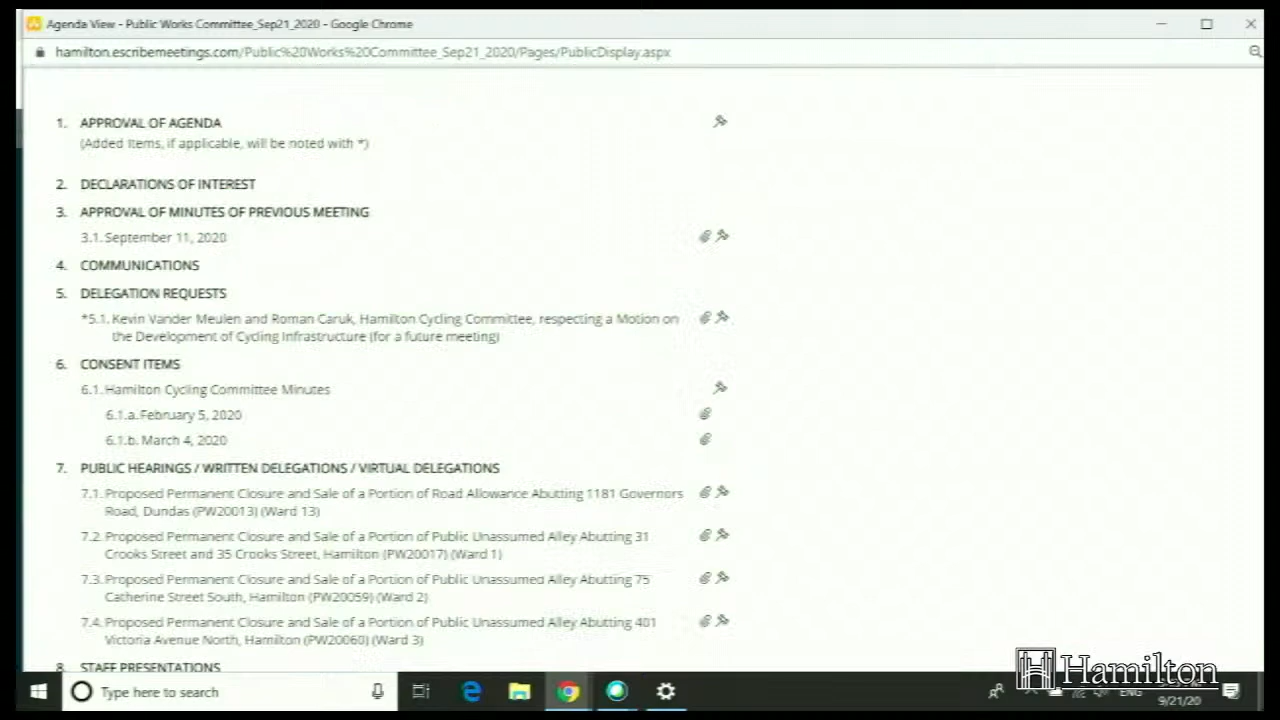 Agenda View - Public Works Committee_Sep21_2020 - Google Chrome
hamilton.escribemeetings.com/Public%20Works%20Committee_Sep21_2020/Pages/PublicDisplay.aspx
1. APPROVAL OF AGENDA
(Added Items, if applicable, will be noted with *)
2. DECLARATIONS OF INTEREST
3. APPROVAL OF MINUTES OF PREVIOUS MEETING
3.1. September 11, 2020
4. COMMUNICATIONS
5. DELEGATION REQUESTS
*5.1. Kevin Vander Meulen and Roman Caruk, Hamilton Cycling Committee, respecting a Motion on
the Development of Cycling Infrastructure (for a future meeting)
6. CONSENT ITEMS
6.1. Hamilton Cycling Committee Minutes
6.1.a. February 5, 2020
6.1.b. March 4, 2020
7. PUBLIC HEARINGS / WRITTEN DELEGATIONS / VIRTUAL DELEGATIONS
7.1. Proposed Permanent Closure and Sale of a Portion of Road Allowance Abutting 1181 Governors
Road, Dundas (PW20013) (Ward 13)
7.2. Proposed Permanent Closure and Sale of a Portion of Public Unassumed Alley Abutting 31
Crooks Street and 35 Crooks Street, Hamilton (PW20017) (Ward 1)
7.3. Proposed Permanent Closure and Sale of a Portion of Public Unassumed Alley Abutting 75
Catherine Street South, Hamilton (PW20059) (Ward 2)
7.4. Proposed Permanent Closure and Sale of a Portion of Public Unassumed Alley Abutting 401
Victoria Avenue North, Hamilton (PW20060) (Ward 3)
8. STAFF PRESENTATIONS
Hamilton
Type here to search
ENG
9/21/20